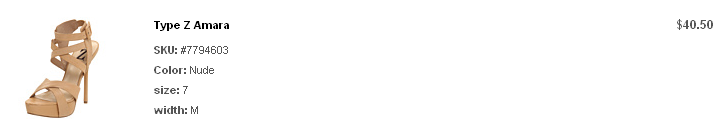 Type Z Amara $40.50
SKU: #7794603
Color: Nude
size: 7
width: M